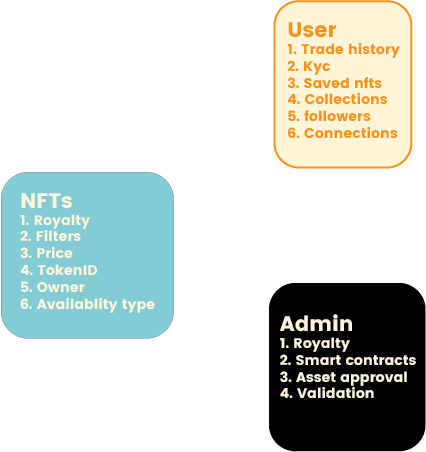 User
1. Trade history
2. Kyc
3. Saved nfts
4. Collections
5. followers
6. Connections
NFTs
1. Royalty
2. Filters
3. Price
4. TokenID
5. Owner
6. Availablity type
Admin
1. Royalty
2. Smart contracts
3. Asset approval
4. Validation